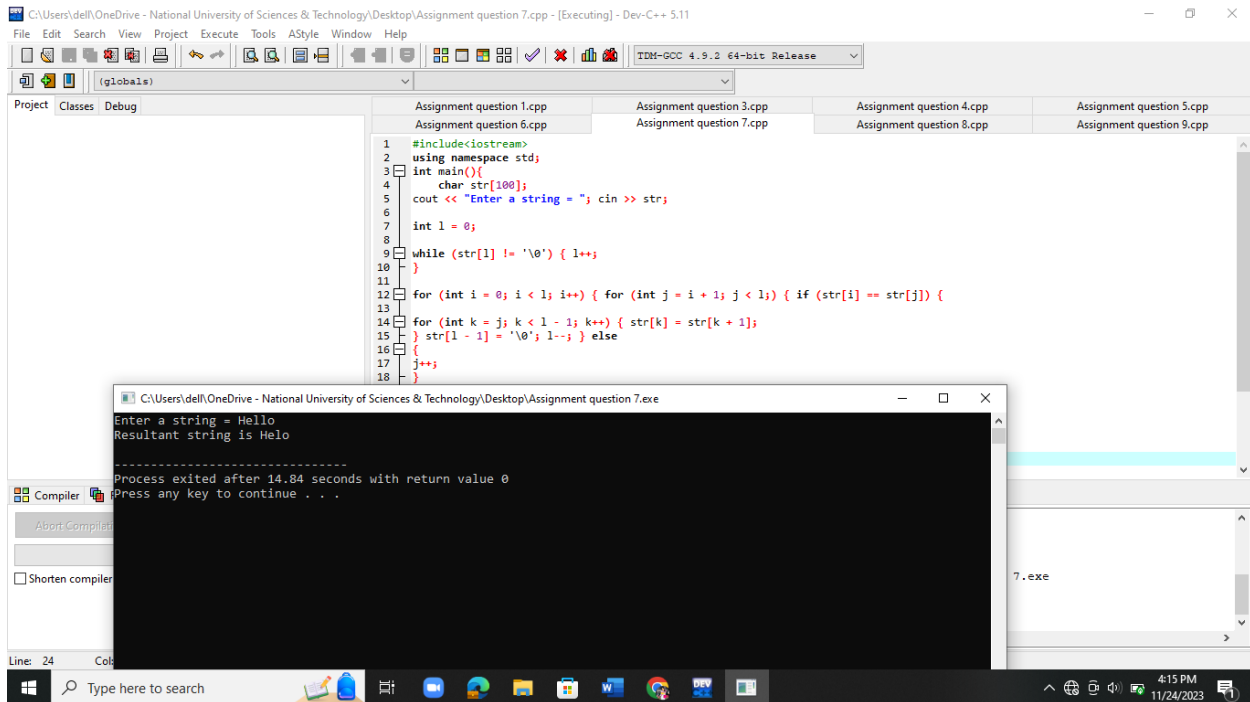 C:\Users\dell\OneDrive - National University of Sciences & Technology\Desktop\Assignment question 7.cpp - [Executing] - Dev-C++ 5.11
File Edit Search View Project Execute Tools AStyle Window Help
TDM-GCC 4.9.2 64-bit Release
(globals)
Project Classes Debug
Assignment question 1.cpp Assignment question 3.cpp Assignment question 4.cpp Assignment question 5.cpp
Assignment question 6.cpp Assignment question 7.cpp Assignment question 8.cpp Assignment question 9.cpp
1 #include<iostream>
2 using namespace std;
3 int main(){
4 char str[100];
5 cout << "Enter a string = "; cin >> str;
6
7 int l = 0;
8
9 while (str[l] != '\0') { l++;
10 }
11
12 for (int i = 0; i < l; i++) { for (int j = i + 1; j < l;) { if (str[i] == str[j]) {
13
14 for (int k = j; k < l - 1; k++) { str[k] = str[k + 1];
15 } str[l - 1] = '\0'; l--; } else
16 {
17 j++;
18 }
C:\Users\dell\OneDrive - National University of Sciences & Technology\Desktop\Assignment question 7.exe
Enter a string = Hello
Resultant string is Helo
--------------------------------
Process exited after 14.84 seconds with return value 0
Press any key to continue . . .
Compiler
Abort Compilati
Shorten compiler
7.exe
Line: 24 Col:
Type here to search
DEV
4:15 PM
11/24/2023
1